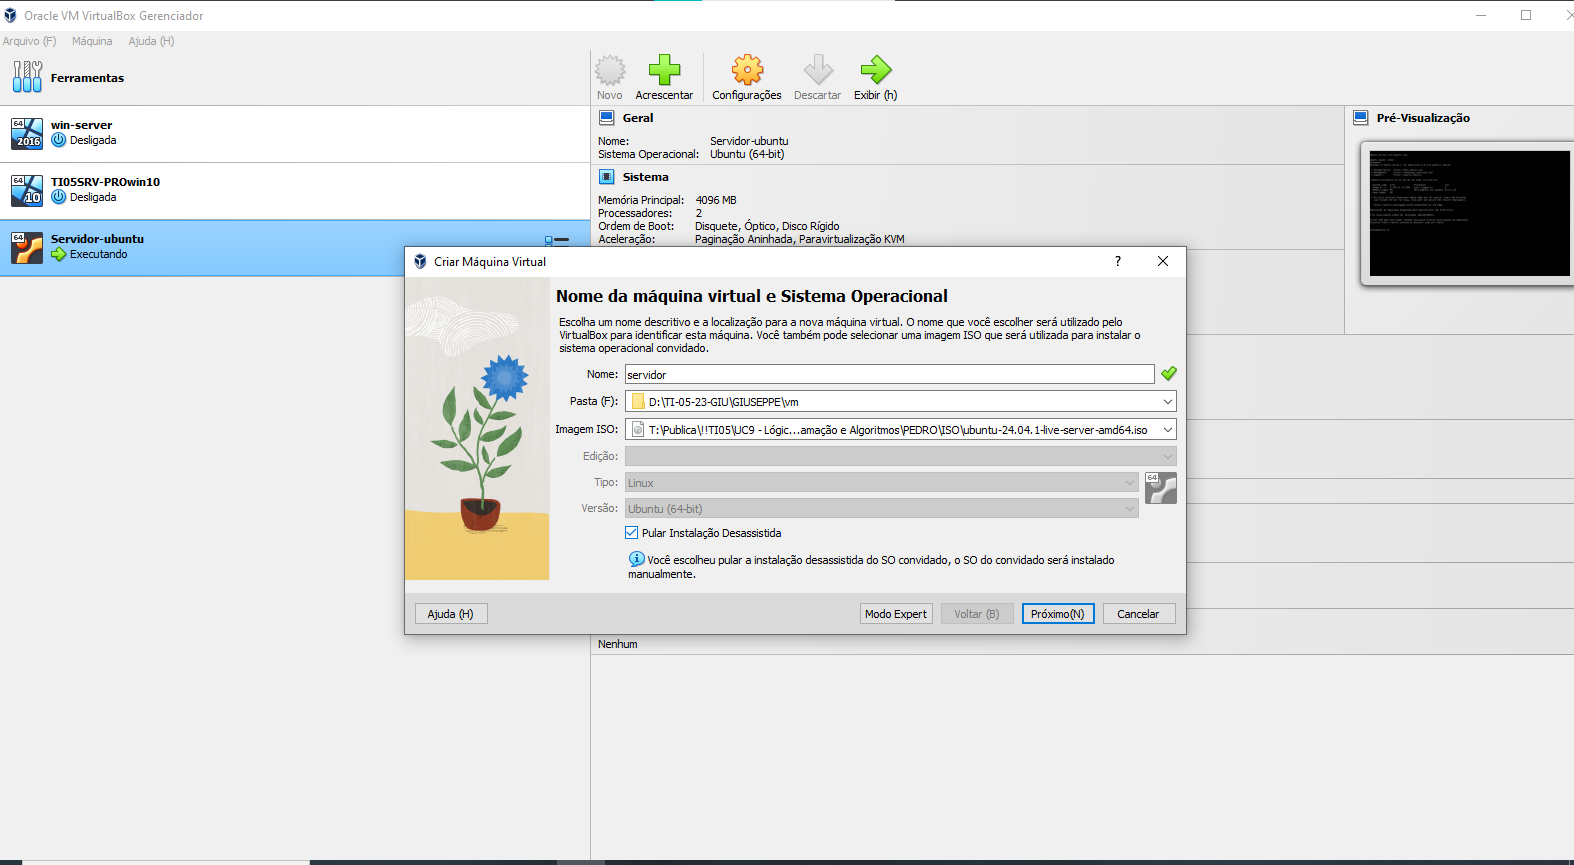 Oracle VM VirtualBox Gerenciador
Arquivo (F) Máquina Ajuda (H)
Ferramentas
Novo Acrescentar Configurações Descartar Exibir (h)
64 2016 win-server
Desligada
64 10 TI05SRV-PROwin10
Desligada
64 Servidor-ubuntu
Executando
Geral
Nome: Servidor-ubuntu
Sistema Operacional: Ubuntu (64-bit)
Sistema
Memória Principal: 4096 MB
Processadores: 2
Ordem de Boot: Disquete, Óptico, Disco Rígido
Aceleração: Paginação Aninhada, Paravirtualização KVM
Pré-Visualização
Criar Máquina Virtual ?
Nome da máquina virtual e Sistema Operacional
Escolha um nome descritivo e a localização para a nova máquina virtual. O nome que você escolher será utilizado pelo
VirtualBox para identificar esta máquina. Você também pode selecionar uma imagem ISO que será utilizada para instalar o
sistema operacional convidado.
Nome: servidor
Pasta (F): D:\TI-05-23-GIU\GIUSEPPE\vm
Imagem ISO: T:\Publica\!!TI05\UC9 - Lógic...amação e Algoritmos\PEDRO\ISO\ubuntu-24.04.1-live-server-amd64.iso
Edição:
Tipo: Linux 64
Versão: Ubuntu (64-bit)
Pular Instalação Desassistida
Você escolheu pular a instalação desassistida do SO convidado, o SO do convidado será instalado
manualmente.
Ajuda (H) Modo Expert Voltar (B) Próximo(N) Cancelar
Nenhum